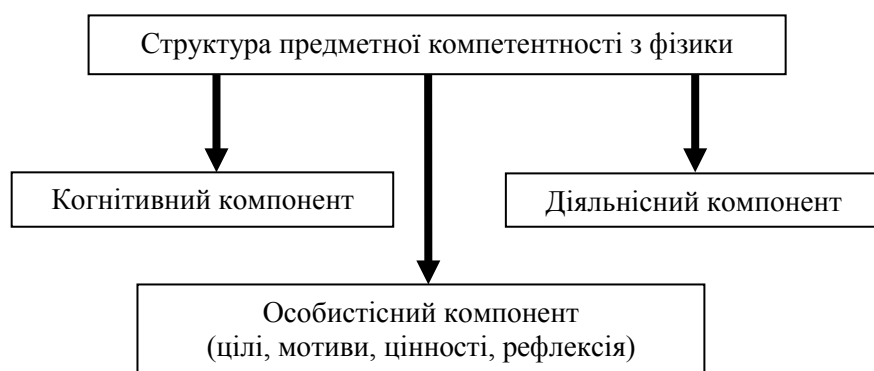 Структура предметної компетентності з фізики
Когнітивний компонент
Діяльнісний компонент
Особистісний компонент
(цілі, мотиви, цінності, рефлексія)